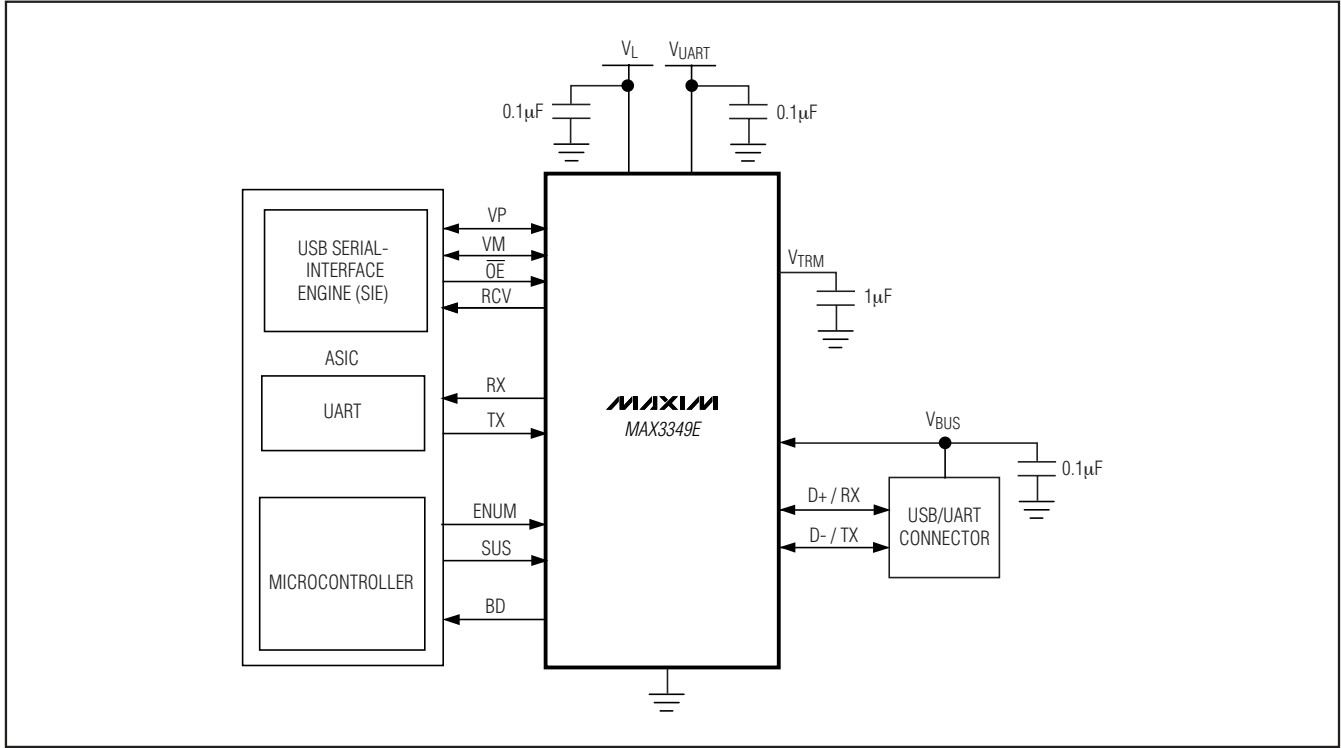 VL
VUART
0.1µF
0.1µF
USB SERIAL-
INTERFACE
ENGINE (SIE)
VP
VM
OE
RCV
VTRM
1µF
ASIC
UART
RX
TX
MAXIM
MAX3349E
VBUS
0.1µF
MICROCONTROLLER
ENUM
SUS
BD
D+ / RX
D- / TX
USB/UART
CONNECTOR